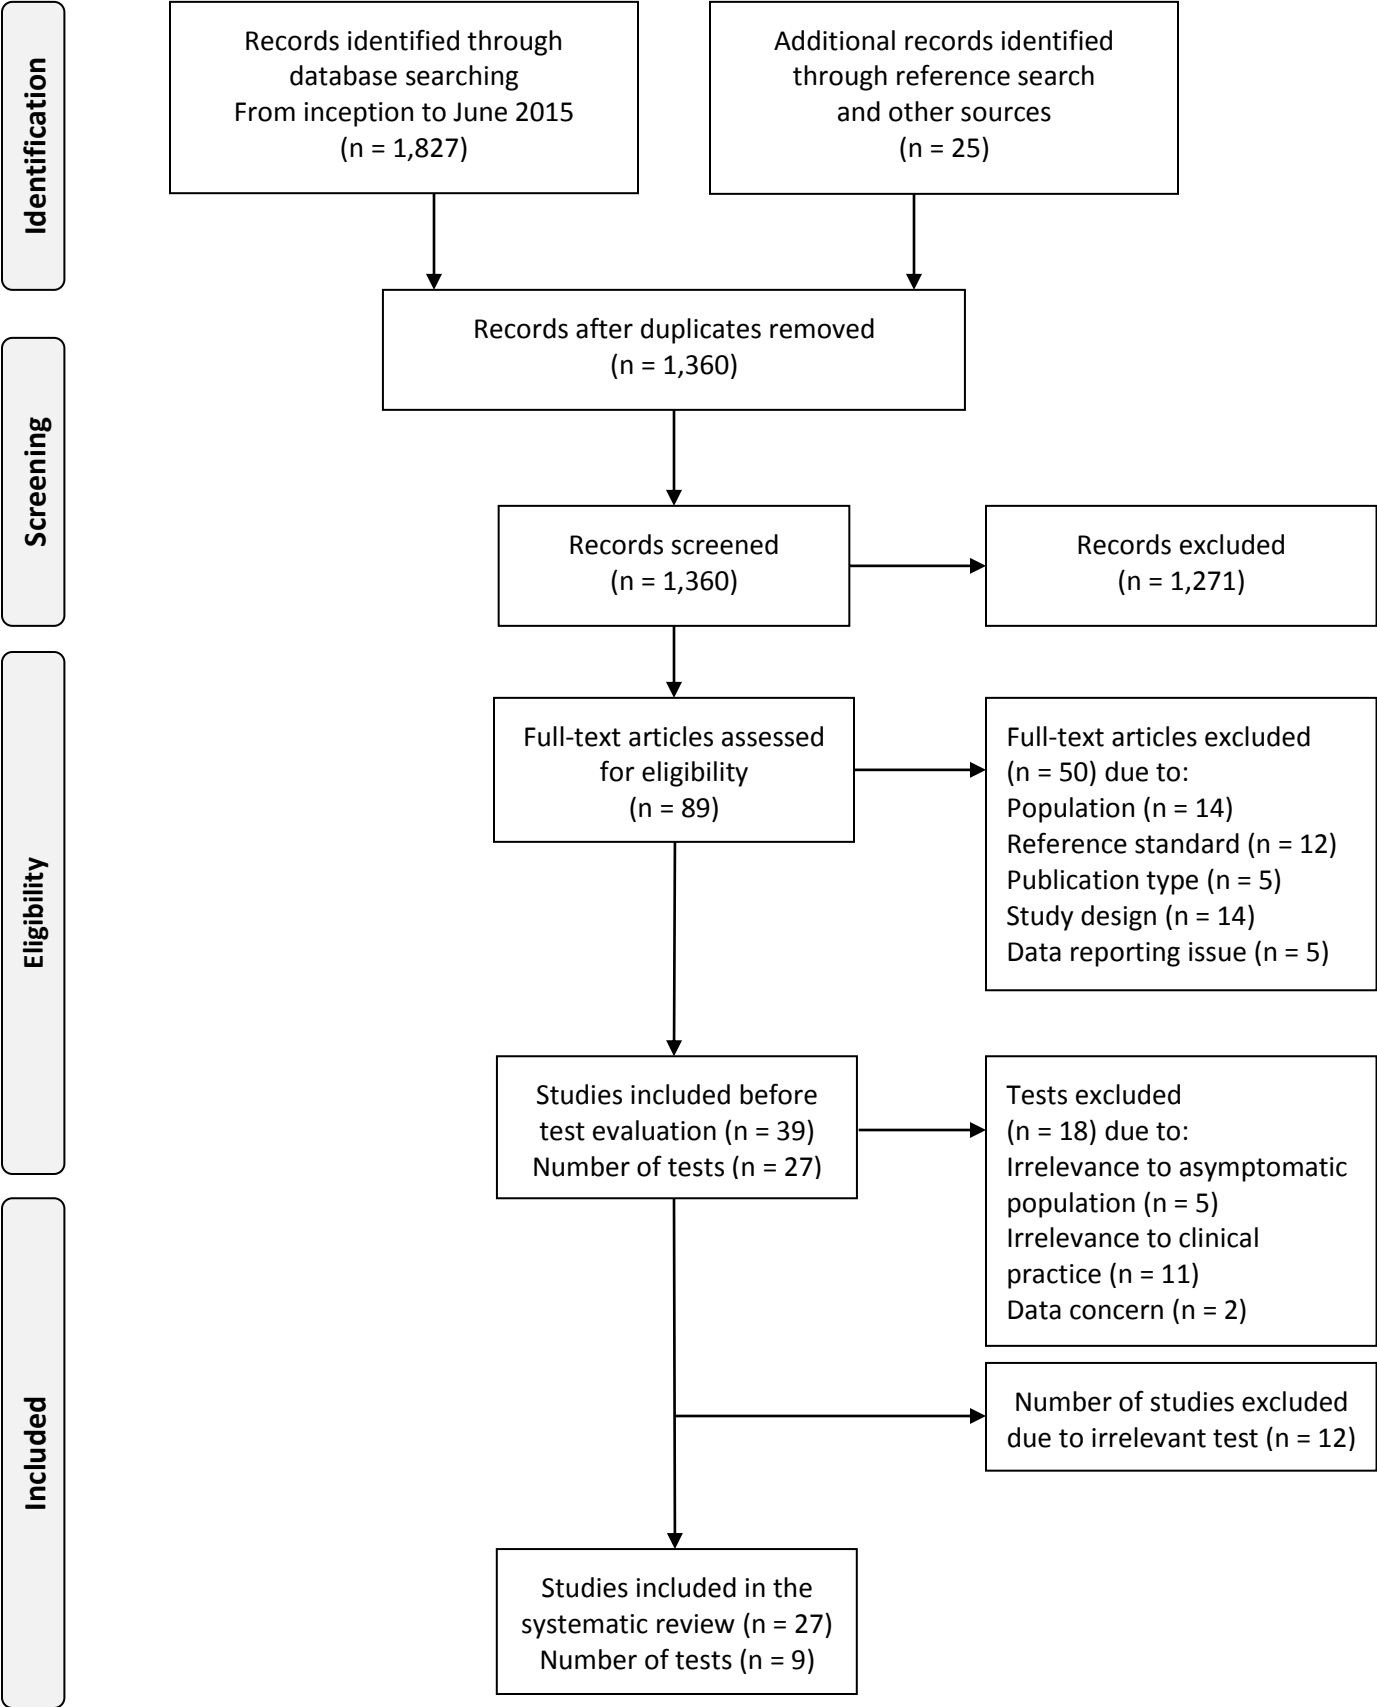 Identification
Records identified through
database searching
From inception to June 2015
(n = 1,827)
Additional records identified
through reference search
and other sources
(n = 25)
Records after duplicates removed
(n = 1,360)
Screening
Records screened
(n = 1,360)
Records excluded
(n = 1,271)
Eligibility
Full-text articles assessed
for eligibility
(n = 89)
Full-text articles excluded
(n = 50) due to:
Population (n = 14)
Reference standard (n = 12)
Publication type (n = 5)
Study design (n = 14)
Data reporting issue (n = 5)
Studies included before
test evaluation (n = 39)
Number of tests (n = 27)
Tests excluded
(n = 18) due to:
Irrelevance to asymptomatic
population (n = 5)
Irrelevance to clinical
practice (n = 11)
Data concern (n = 2)
Included
Number of studies excluded
due to irrelevant test (n = 12)
Studies included in the
systematic review (n = 27)
Number of tests (n = 9)